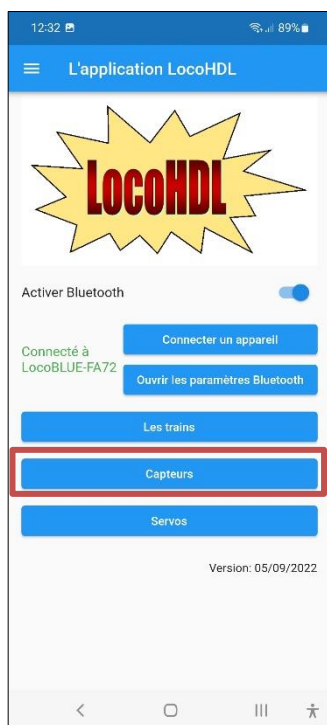 12:32 89%
L'application LocoHDL
LOCOHDL
Activer Bluetooth
Connecter un appareil
Connecté à
LocoBLUE-FA72
Ouvrir les paramètres Bluetooth
Les trains
Capteurs
Servos
Version: 05/09/2022